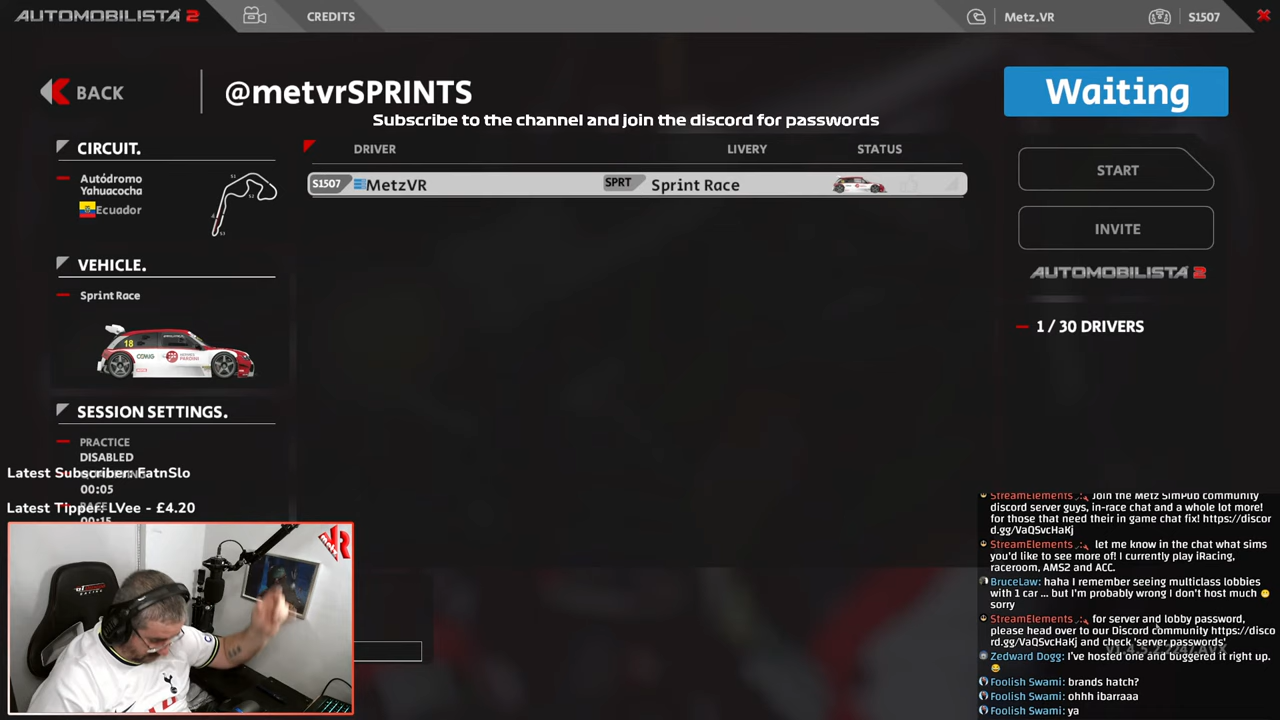 AUTOMOBILISTA 2
CREDITS
Metz.VR
S1507
BACK
@metvrSPRINTS
Waiting
Subscribe to the channel and join the discord for passwords
CIRCUIT.
Autódromo
Yahuacocha
Ecuador
DRIVER
LIVERY
STATUS
S1507
MetzVR
SPRT
Sprint Race
START
INVITE
AUTOMOBILISTA 2
1 / 30 DRIVERS
VEHICLE.
Sprint Race
18
SESSION SETTINGS.
PRACTICE
DISABLED
Latest Subscriber: FatnSlo
00:05
Latest Tipper: LVee - £4.20
RACE
00:15
StreamElements: Join the Metz SimPub community
discord server guys, in-race chat and a whole lot more!
for those that need their in game chat fix! https://discor
d.gg/VaQSvcHaKj
StreamElements: let me know in the chat what sims
you'd like to see more of! I currently play iRacing,
raceroom, AMS2 and ACC.
BruceLaw: haha I remember seeing multiclass lobbies
with 1 car ... but I'm probably wrong I don't host much
sorry
StreamElements: for server and lobby password,
please head over to our Discord community https://disco
rd.gg/VaQSvcHaKj and check 'server passwords'
Zedward Dogg: I've hosted one and buggered it right up.
Foolish Swami: brands hatch?
Foolish Swami: ohhh ibarraaa
Foolish Swami: ya